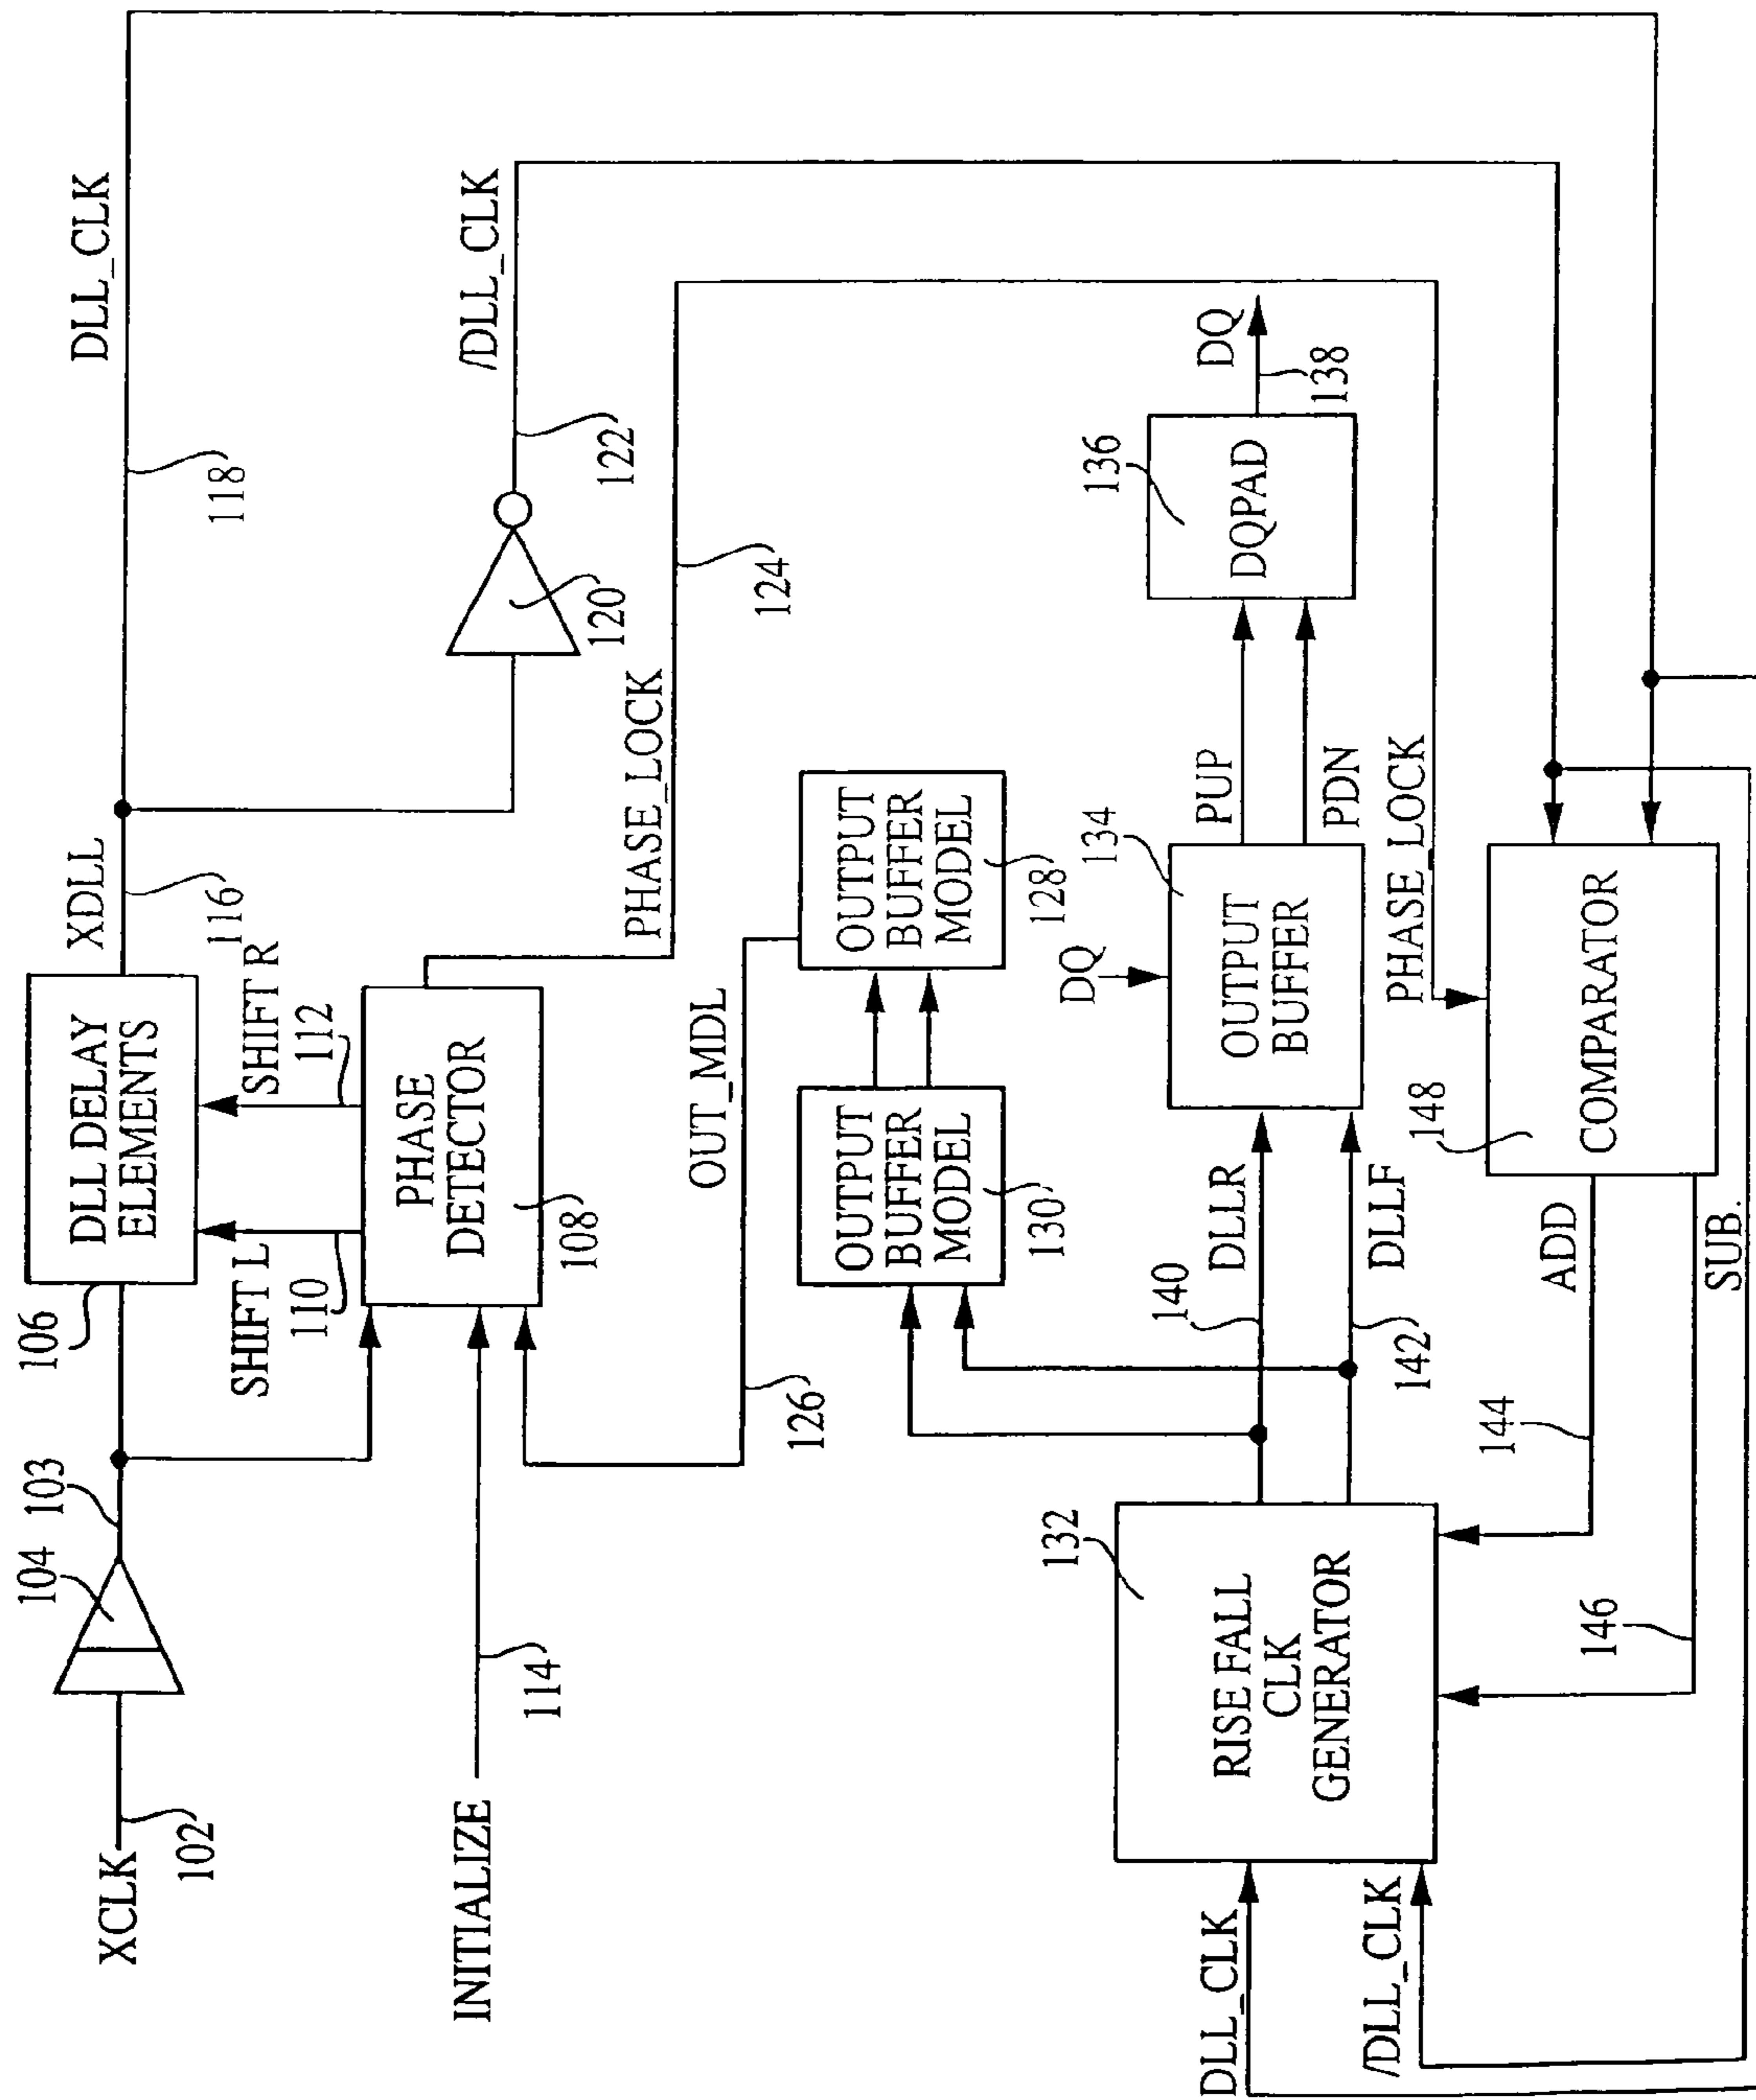 XCLK
102
104
103
106
DLL DELAY
ELEMENTS
XDLL
116
DLL_CLK
118
SHIFT L
110
SHIFT R
112
PHASE
DETECTOR
108
INITIALIZE
114
120
/DLL_CLK
122
PHASE_LOCK
124
OUT_MDL
126
OUTPUT
BUFFER
MODEL
130
OUTPUT
BUFFER
MODEL
128
DLL_CLK
/DLL_CLK
132
RISE FALL
CLK
GENERATOR
140
DLLR
142
DLLF
DQ
134
OUTPUT
BUFFER
PUP
PDN
136
DQPAD
DQ
138
144
ADD
146
SUB.
148
COMPARATOR
PHASE_LOCK